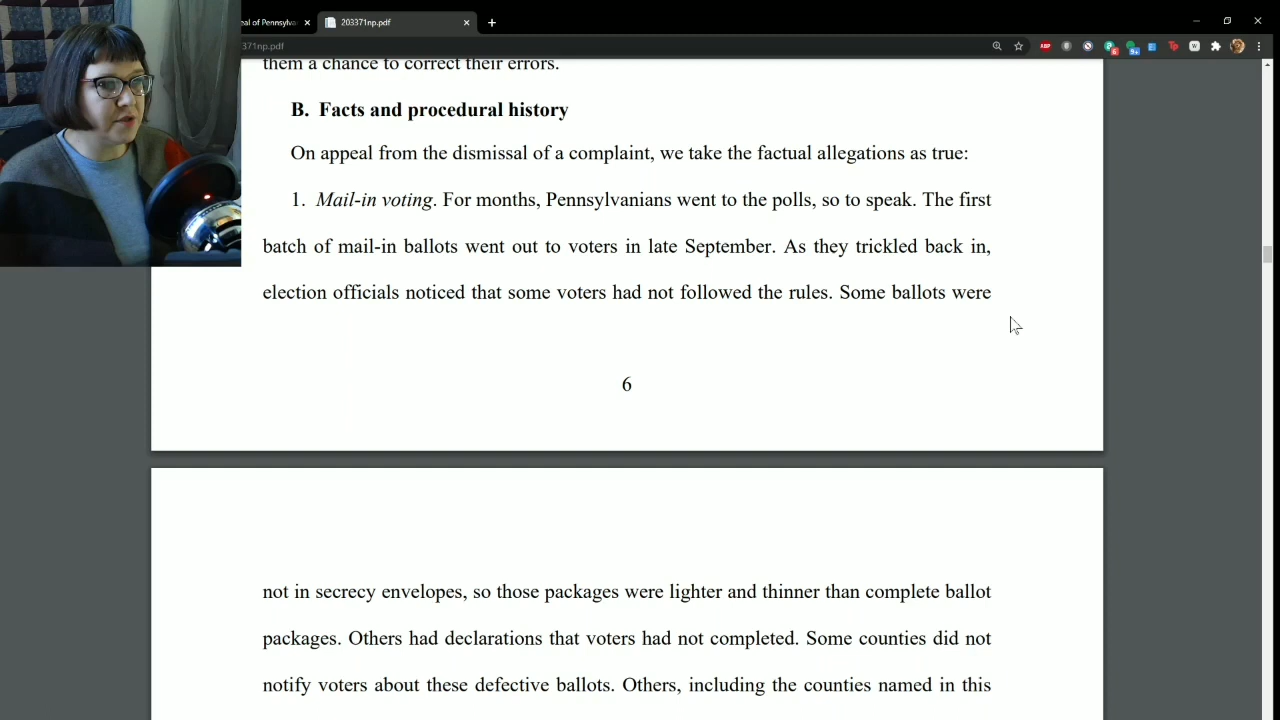 eal of Pennsylva
203371np.pdf
371np.pdf
them a chance to correct their errors.
B. Facts and procedural history
On appeal from the dismissal of a complaint, we take the factual allegations as true:
1. Mail-in voting. For months, Pennsylvanians went to the polls, so to speak. The first
batch of mail-in ballots went out to voters in late September. As they trickled back in,
election officials noticed that some voters had not followed the rules. Some ballots were
6
not in secrecy envelopes, so those packages were lighter and thinner than complete ballot
packages. Others had declarations that voters had not completed. Some counties did not
notify voters about these defective ballots. Others, including the counties named in this